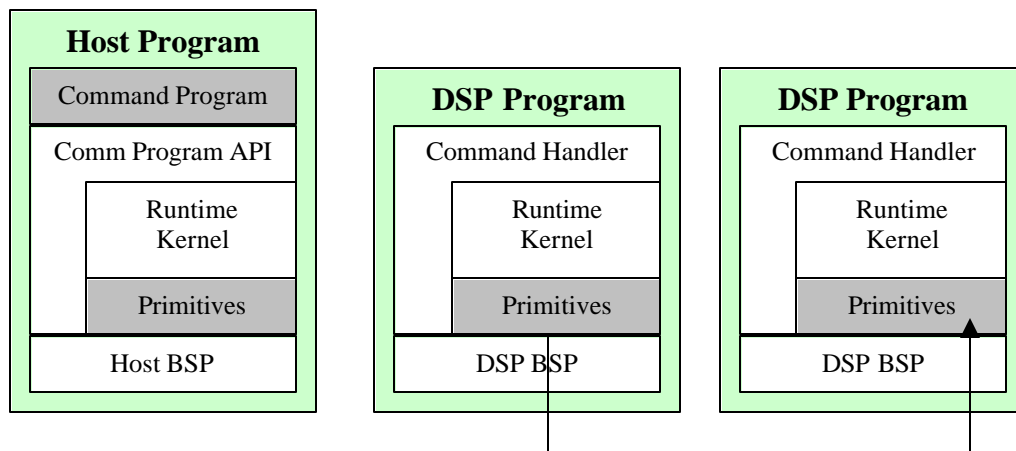 Host Program
Command Program
Comm Program API
Runtime
Kernel
Primitives
Host BSP
DSP Program
Command Handler
Runtime
Kernel
Primitives
DSP BSP
DSP Program
Command Handler
Runtime
Kernel
Primitives
DSP BSP